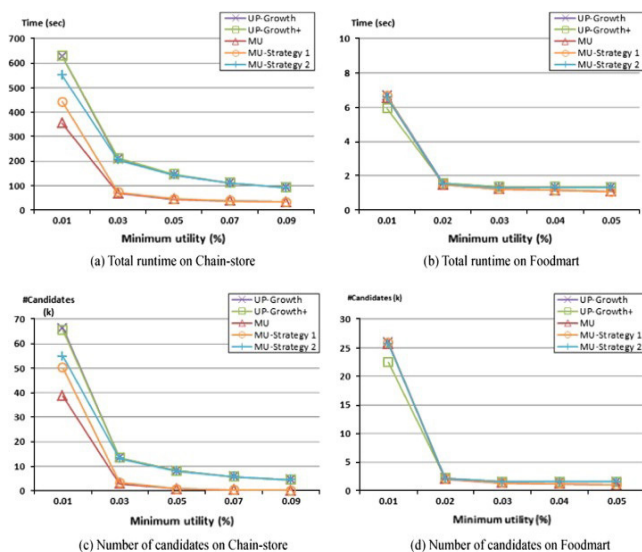 Time (sec)
UP-Growth
UP-Growth+
MU
MU-Strategy 1
MU-Strategy 2
700
600
500
400
300
200
100
0
0.01 0.03 0.05 0.07 0.09
Minimum utility (%)
(a) Total runtime on Chain-store
Time (sec)
UP-Growth
UP-Growth+
MU
MU-Strategy 1
MU-Strategy 2
10
8
6
4
2
0
0.01 0.02 0.03 0.04 0.05
Minimum utility (%)
(b) Total runtime on Foodmart
#Candidates
(k)
UP-Growth
UP-Growth+
MU
MU-Strategy 1
MU-Strategy 2
70
60
50
40
30
20
10
0
0.01 0.03 0.05 0.07 0.09
Minimum utility (%)
(c) Number of candidates on Chain-store
#Candidates (k)
UP-Growth
UP-Growth+
MU
MU-Strategy 1
MU-Strategy 2
30
25
20
15
10
5
0
0.01 0.02 0.03 0.04 0.05
Minimum utility (%)
(d) Number of candidates on Foodmart